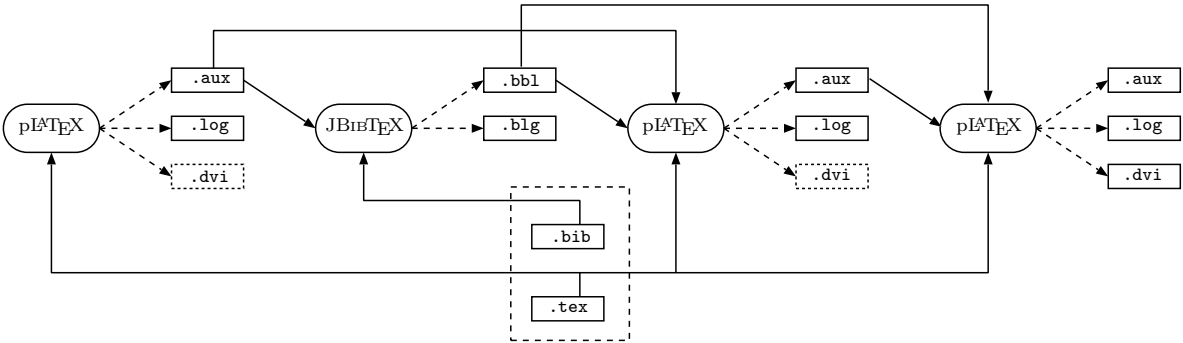 .aux
.bbl
.aux
.aux
pLATEX
.log
JBIBTEX
.blg
pLATEX
.log
pLATEX
.log
.dvi
.dvi
.dvi
.bib
.tex